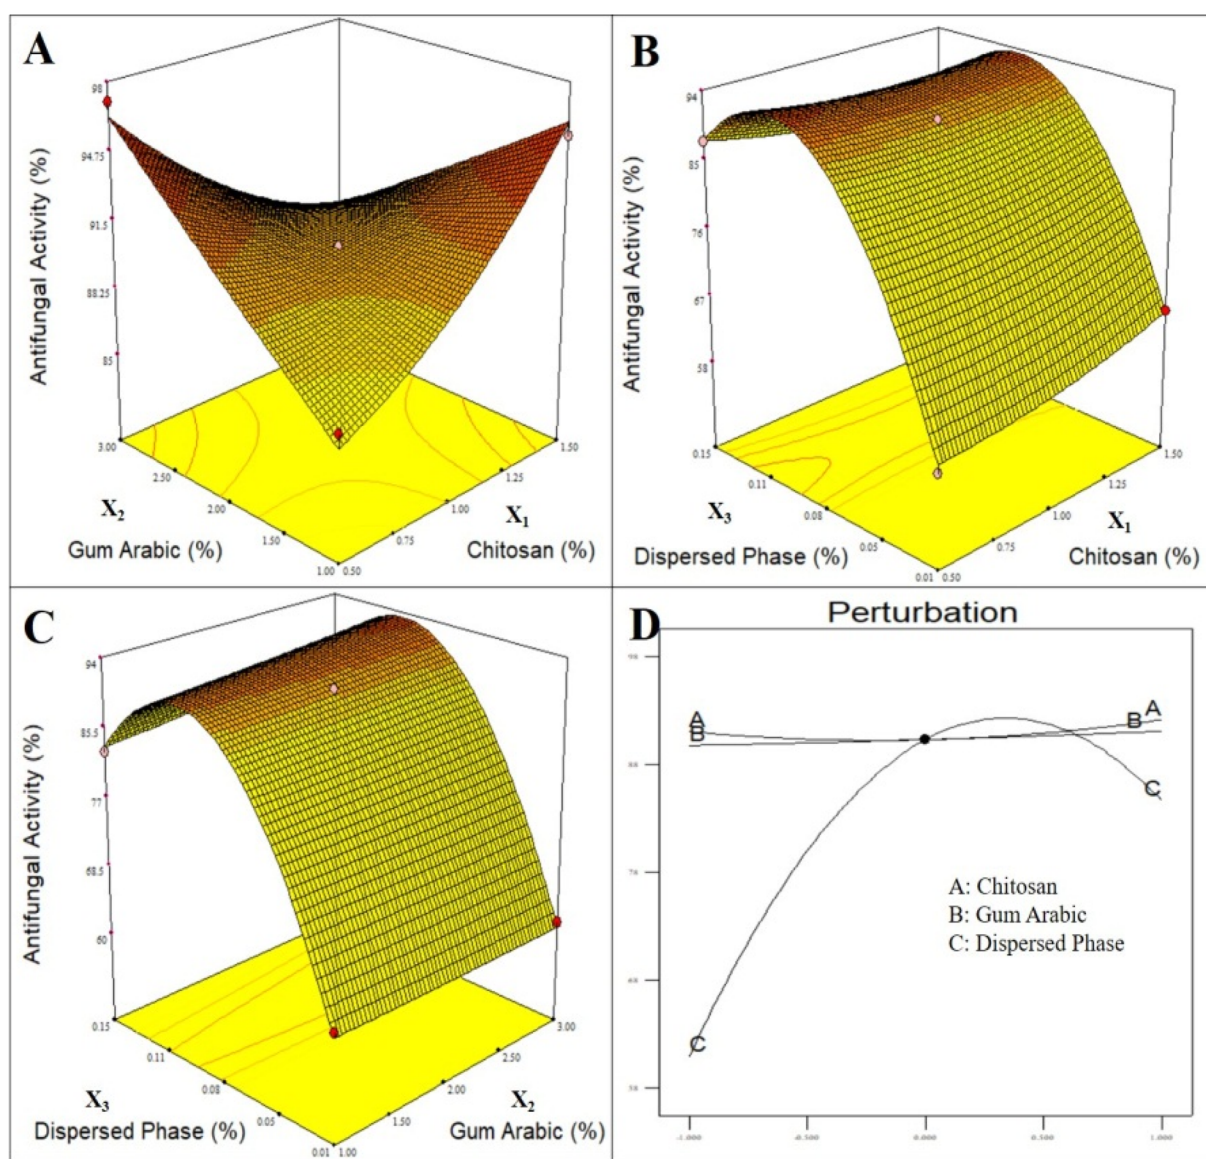 A
Antifungal Activity (%)
98
94.75
91.5
88.25
85
3.00
2.50
2.00
1.50
1.00
0.50
0.75
1.00
1.50
X2
Gum Arabic (%)
X1
Chitosan (%)
B
Antifungal Activity (%)
94
85
76
67
58
0.15
0.11
0.08
0.05
0.01
0.50
0.75
1.00
1.25
1.50
X3
Dispersed Phase (%)
X1
Chitosan (%)
C
Antifungal Activity (%)
94
85.5
77
68.5
60
0.15
0.11
0.08
0.05
0.01
1.00
1.50
2.00
2.50
3.00
X3
Dispersed Phase (%)
X2
Gum Arabic (%)
D
Perturbation
A
B
C
A
B
C
A: Chitosan
B: Gum Arabic
C: Dispersed Phase
-1.000
-0.500
0.000
0.500
1.000